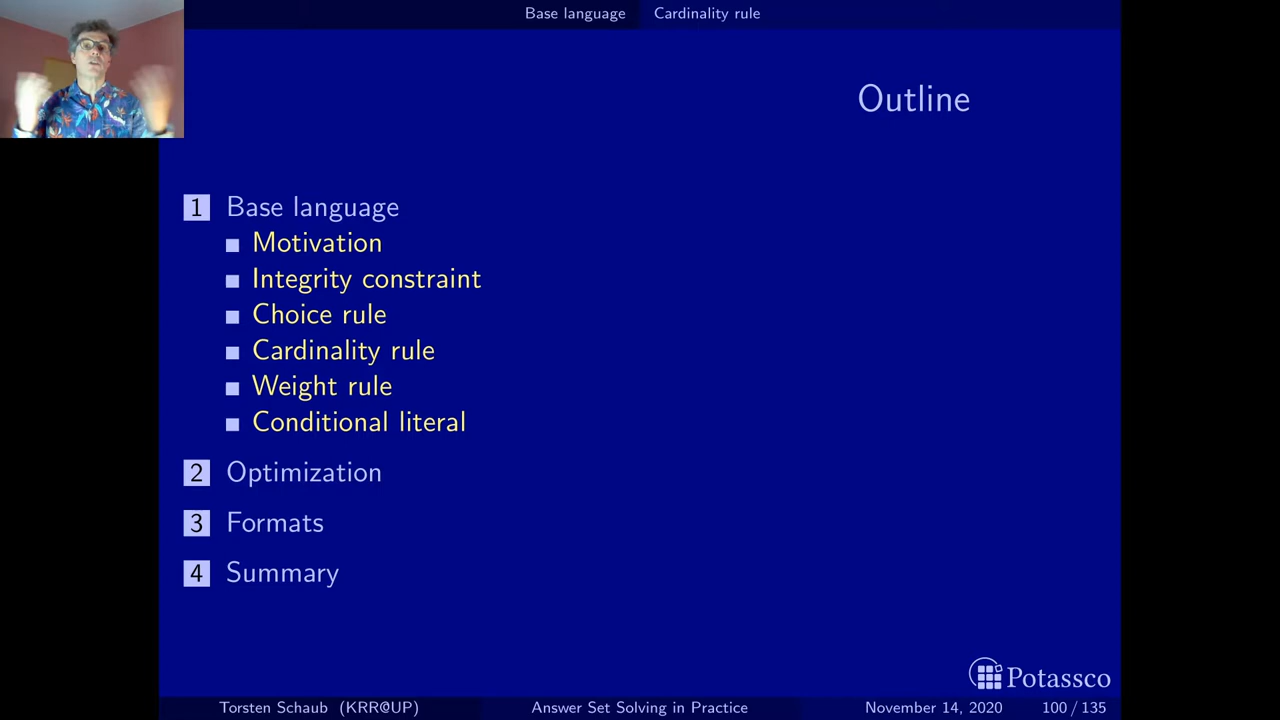 Base language Cardinality rule
Outline
1 Base language
Motivation
Integrity constraint
Choice rule
Cardinality rule
Weight rule
Conditional literal
2 Optimization
3 Formats
4 Summary
Potassco
Torsten Schaub (KRR@UP) Answer Set Solving in Practice November 14, 2020 100 / 135